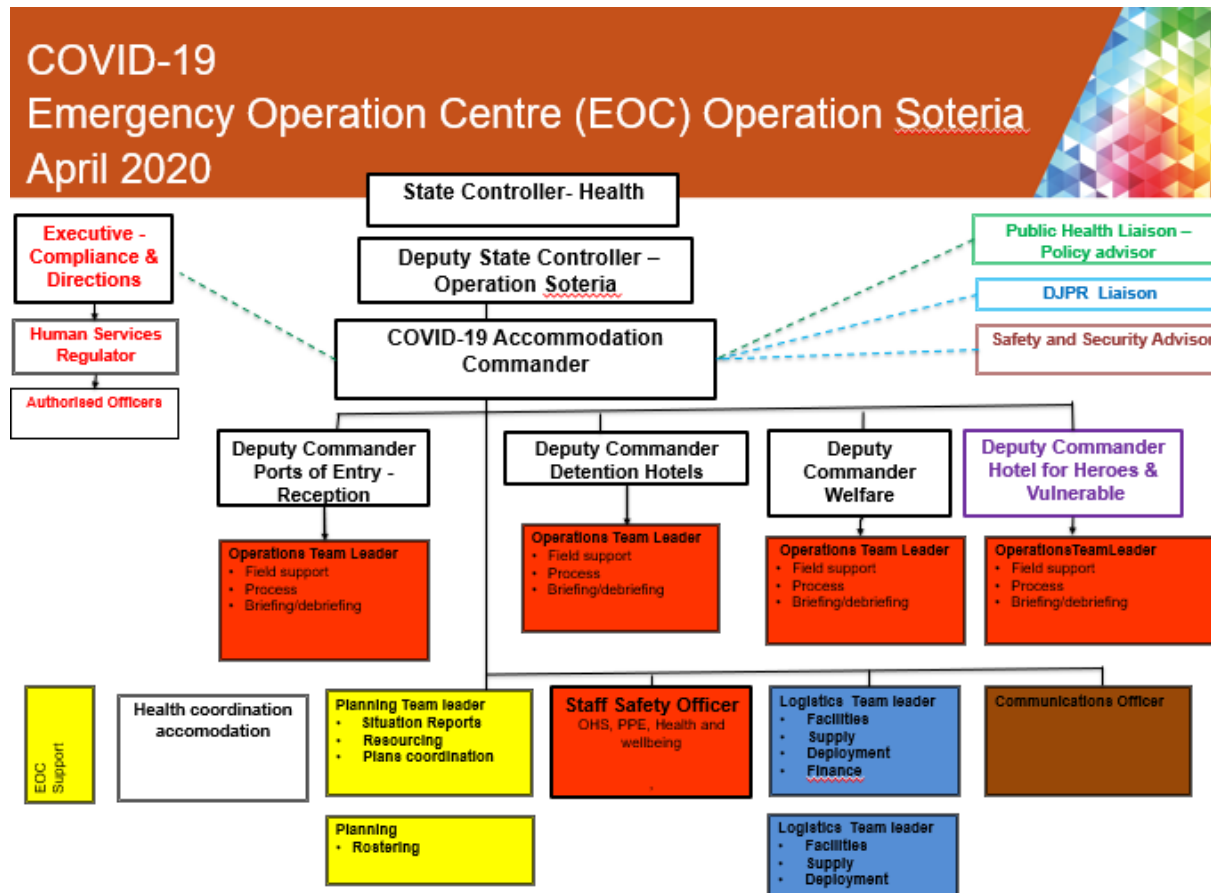 COVID-19
Emergency Operation Centre (EOC) Operation Soteria
April 2020
State Controller- Health
Executive -
Compliance &
Directions
Human Services
Regulator
Authorised Officers
Deputy State Controller –
Operation Soteria
COVID-19 Accommodation
Commander
Public Health Liaison –
Policy advisor
DJPR Liaison
Safety and Security Advisor
Deputy Commander
Ports of Entry -
Reception
Deputy Commander
Detention Hotels
Deputy
Commander
Welfare
Deputy Commander
Hotel for Heroes &
Vulnerable
Operations Team Leader
• Field support
• Process
• Briefing/debriefing
Operations Team Leader
• Field support
• Process
• Briefing/debriefing
Operations Team Leader
• Field support
• Process
• Briefing/debriefing
OperationsTeamLeader
• Field support
• Process
• Briefing/debriefing
EOC
Support
Health coordination
accomodation
Planning Team leader
• Situation Reports
• Resourcing
• Plans coordination
Staff Safety Officer
OHS, PPE, Health and
wellbeing
.
Logistics Team leader
• Facilities
• Supply
• Deployment
• Finance
Communications Officer
Planning
• Rostering
Logistics Team leader
• Facilities
• Supply
• Deployment